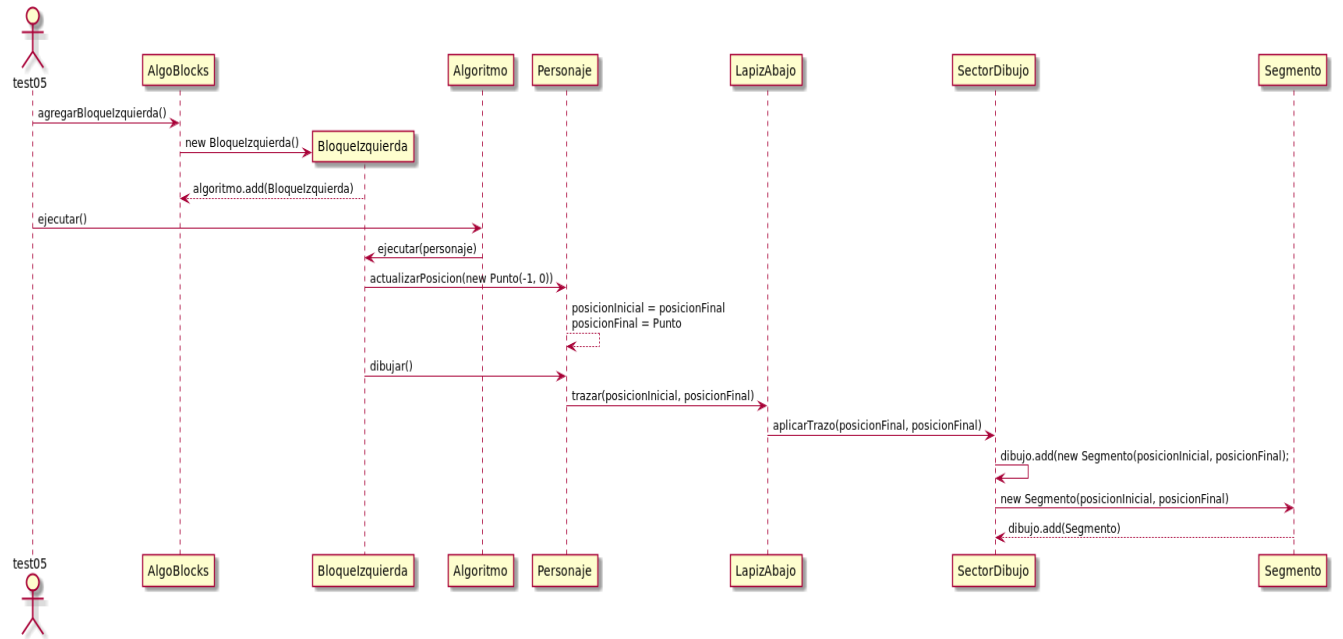 test05
AlgoBlocks
Algoritmo
Personaje
LapizAbajo
SectorDibujo
Segmento
agregarBloqueIzquierda()
new BloqueIzquierda()
BloqueIzquierda
algoritmo.add(BloqueIzquierda)
ejecutar()
ejecutar(personaje)
actualizarPosicion(new Punto(-1, 0))
posicionInicial = posicionFinal
posicionFinal = Punto
dibujar()
trazar(posicionInicial, posicionFinal)
aplicarTrazo(posicionFinal, posicionFinal)
dibujo.add(new Segmento(posicionInicial, posicionFinal);
new Segmento(posicionInicial, posicionFinal)
dibujo.add(Segmento)
test05
AlgoBlocks
BloqueIzquierda
Algoritmo
Personaje
LapizAbajo
SectorDibujo
Segmento